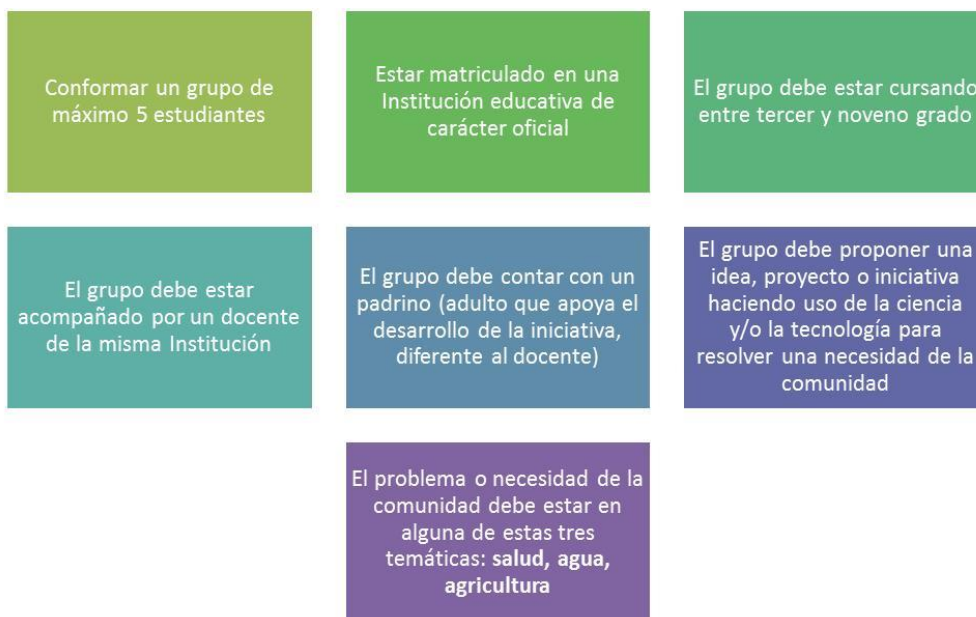 Conformar un grupo de
máximo 5 estudiantes
Estar matriculado en una
Institución educativa de
carácter oficial
El grupo debe estar cursando
entre tercer y noveno grado
El grupo debe estar
acompañado por un docente
de la misma Institución
El grupo debe contar con un
padrino (adulto que apoya el
desarrollo de la iniciativa,
diferente al docente)
El grupo debe proponer una
idea, proyecto o iniciativa
haciendo uso de la ciencia
y/o la tecnología para
resolver una necesidad de la
comunidad
El problema o necesidad de la
comunidad debe estar en
alguna de estas tres
temáticas: salud, agua,
agricultura